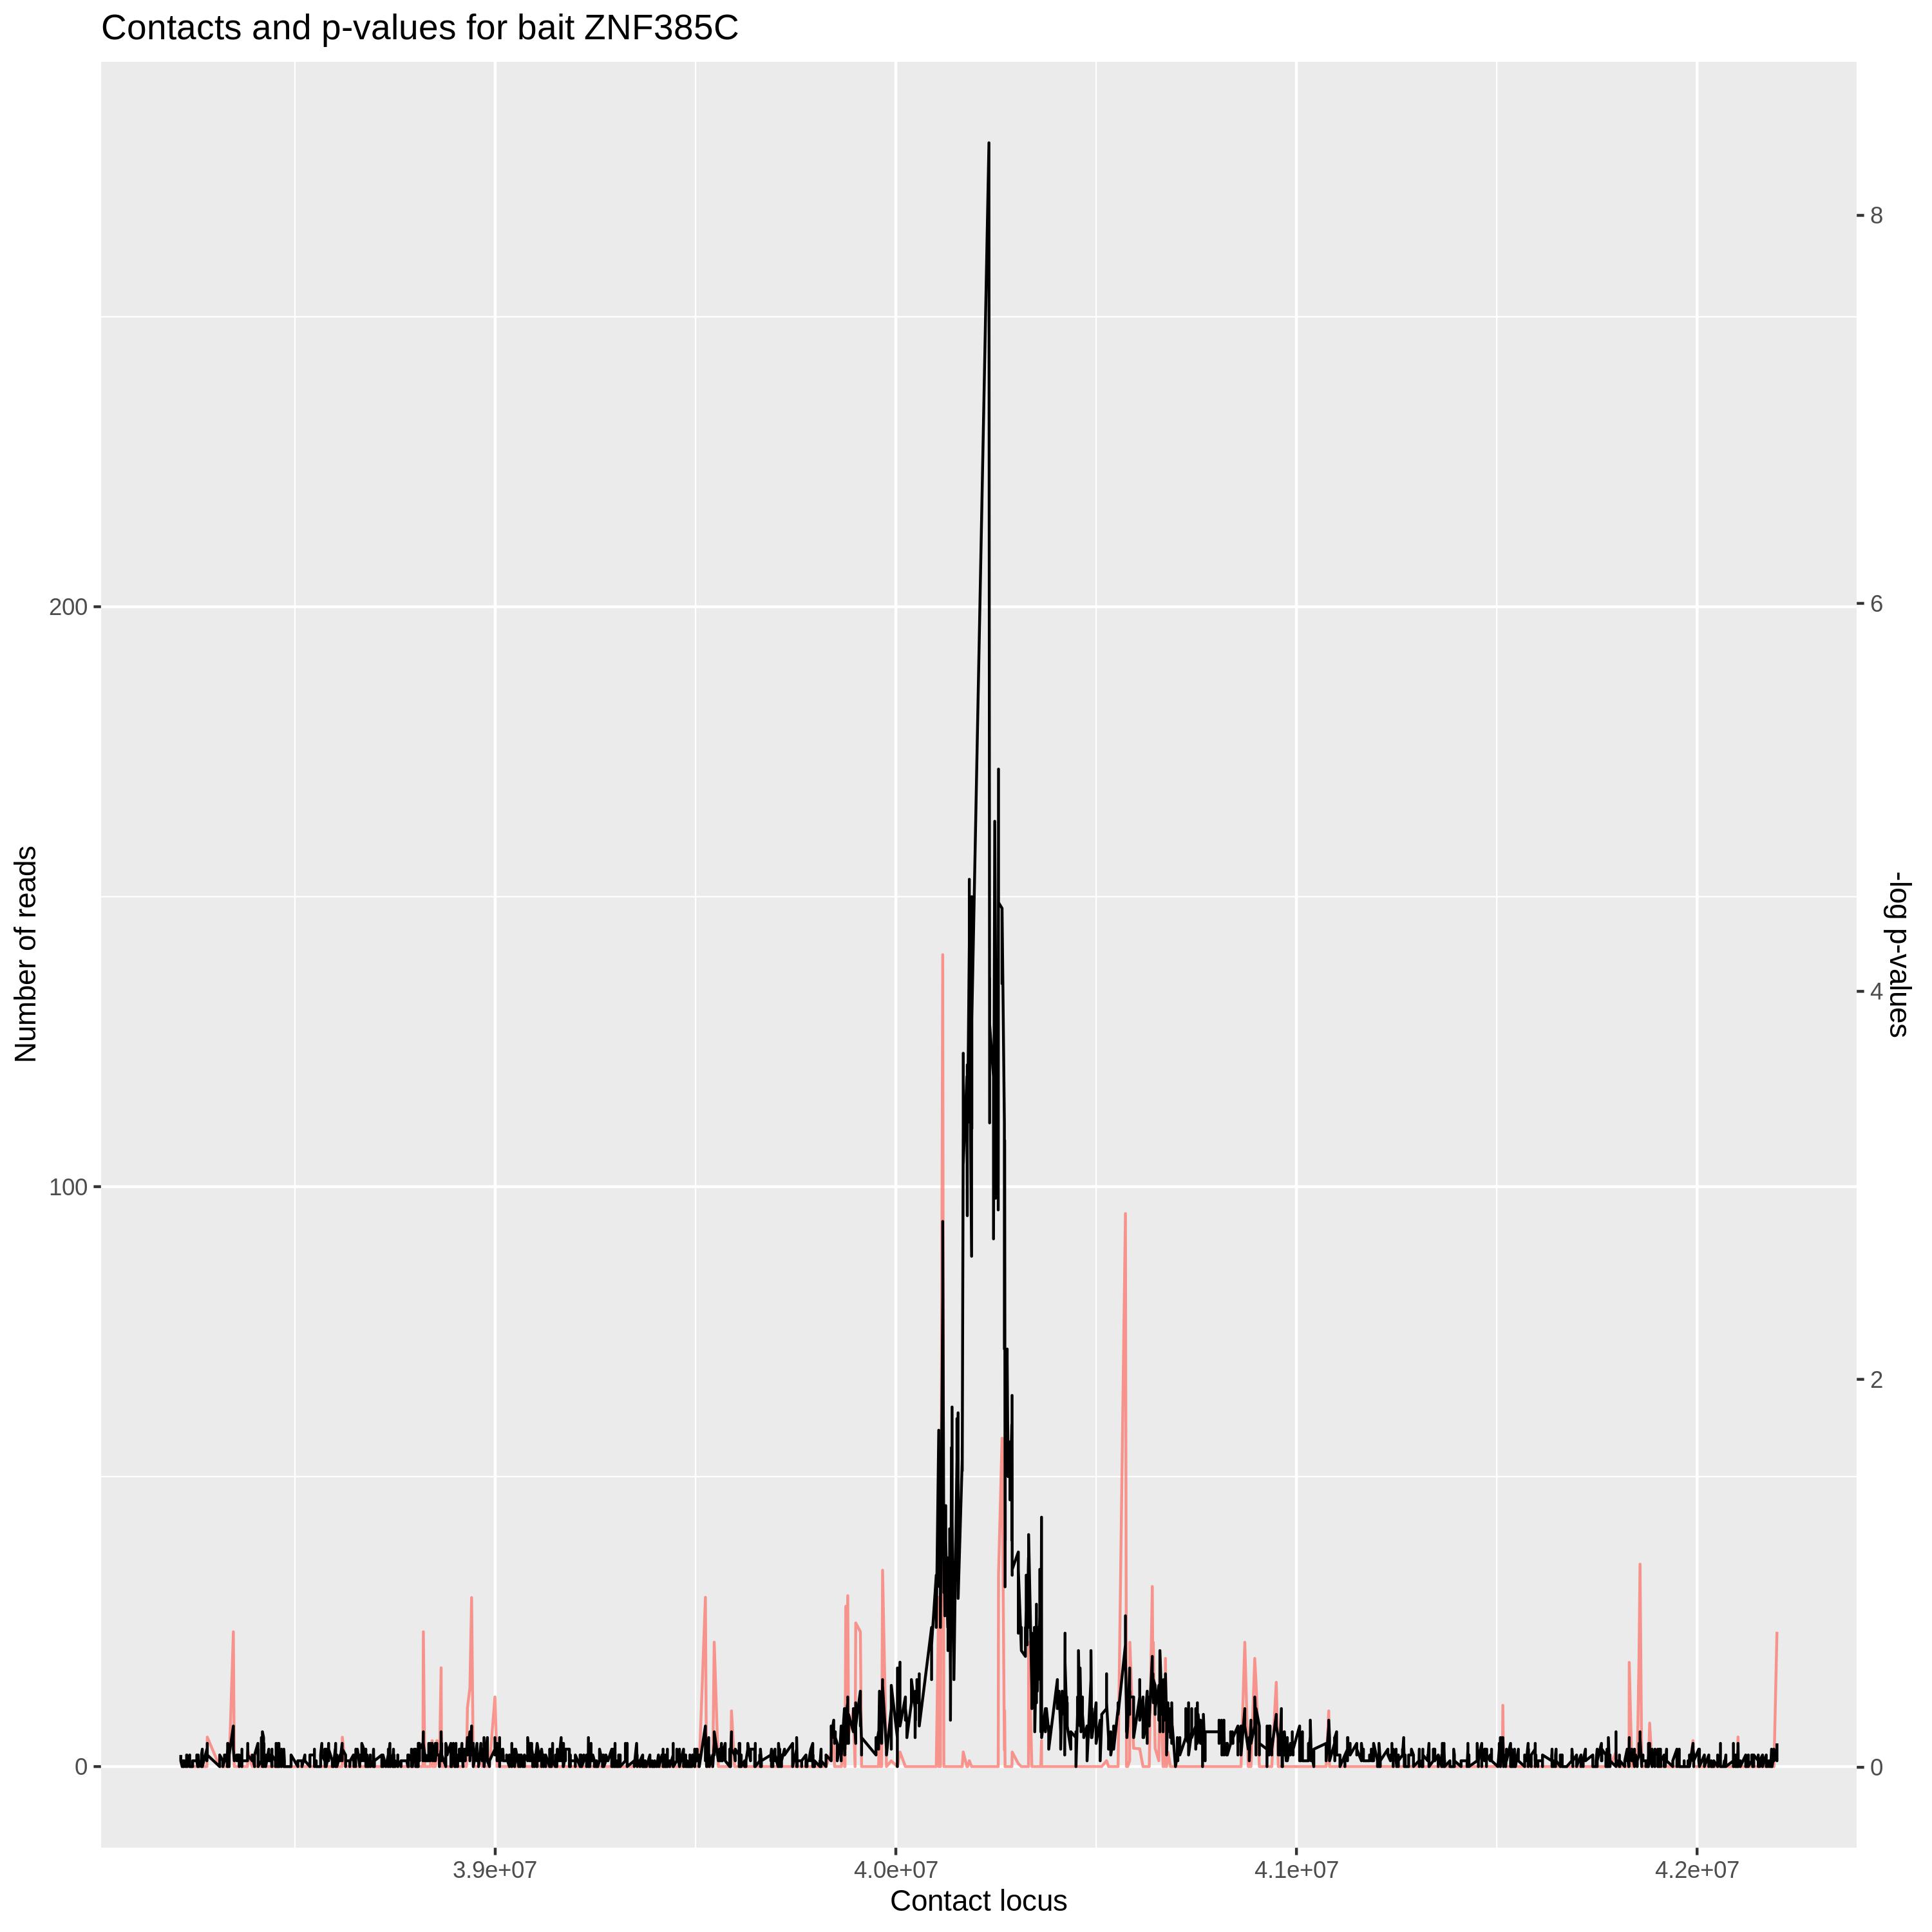 Contacts and p-values for bait ZNF385C
Number of reads
200
100
0
8
6
4
2
0
-log p-values
3.9e+07
4.0e+07
4.1e+07
4.2e+07
Contact locus